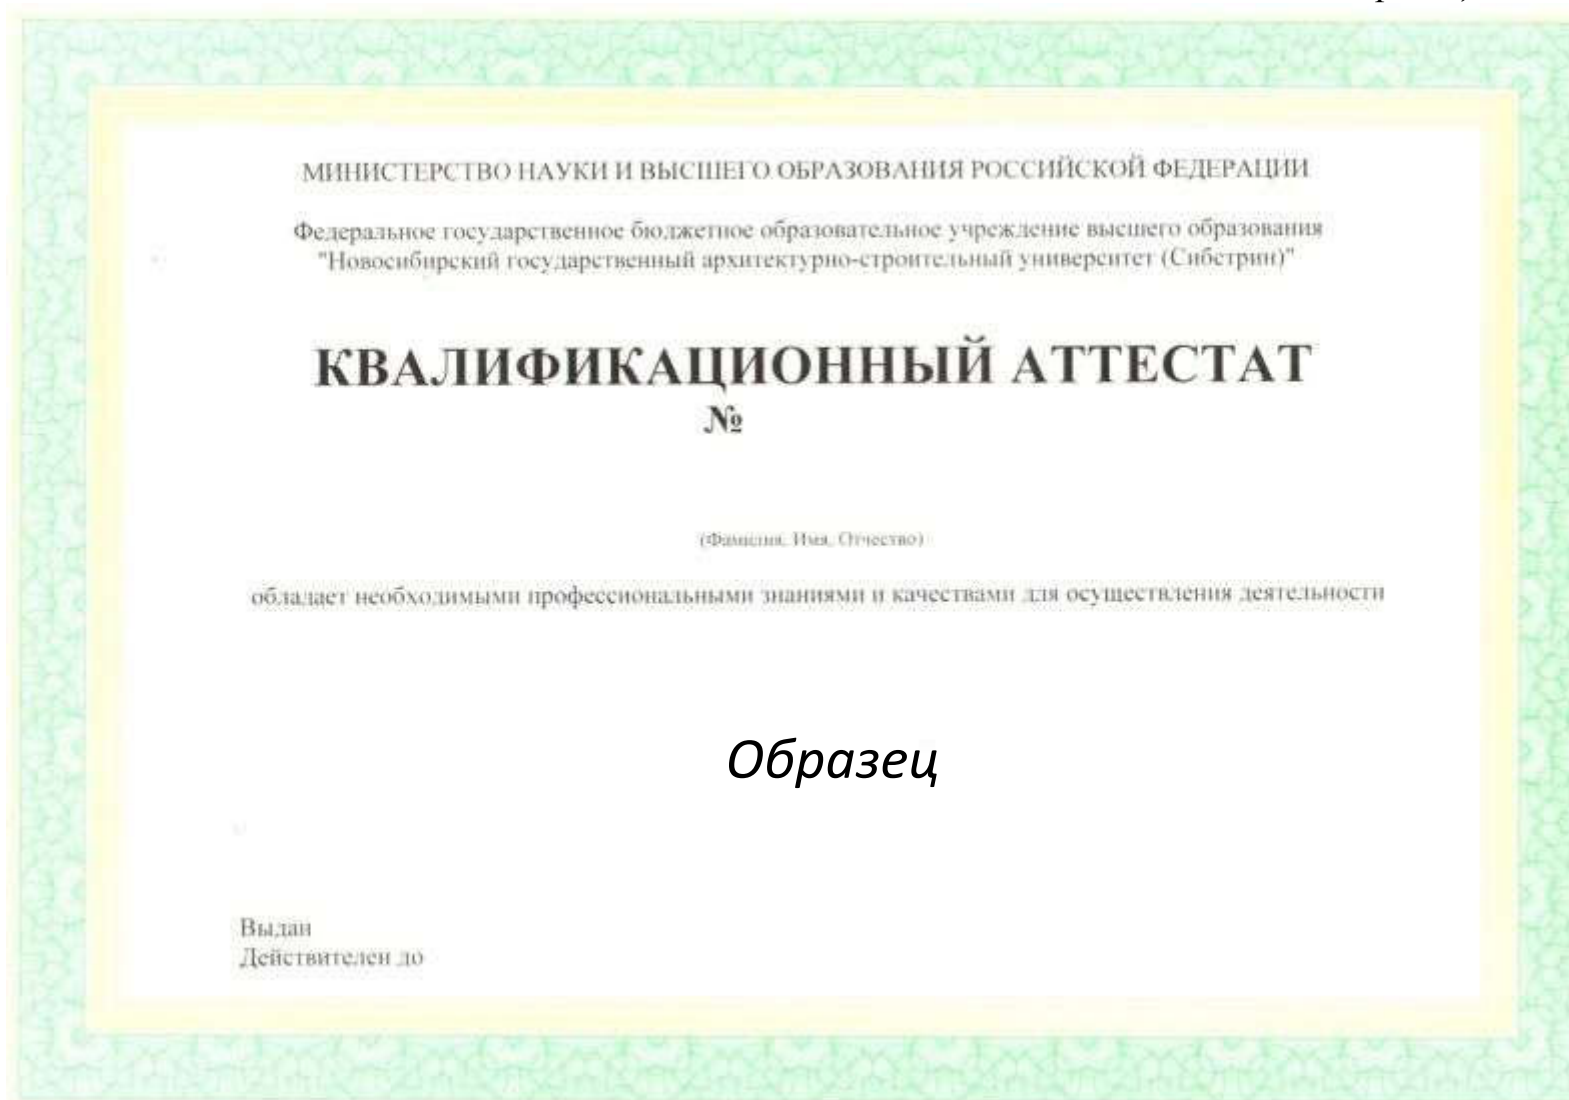 МИНИСТЕРСТВО НАУКИ И ВЫСШЕГО ОБРАЗОВАНИЯ РОССИЙСКОЙ ФЕДЕРАЦИИ
Федеральное государственное бюджетное образовательное учреждение высшего образования
"Новосибирский государственный архитектурно-строительный университет (Сибстрин)"
КВАЛИФИКАЦИОННЫЙ АТТЕСТАТ
№
(Фамилия, Имя, Отчество)
обладает необходимыми профессиональными знаниями и качествами для осуществления деятельности
Образец
Выдан
Действителен до